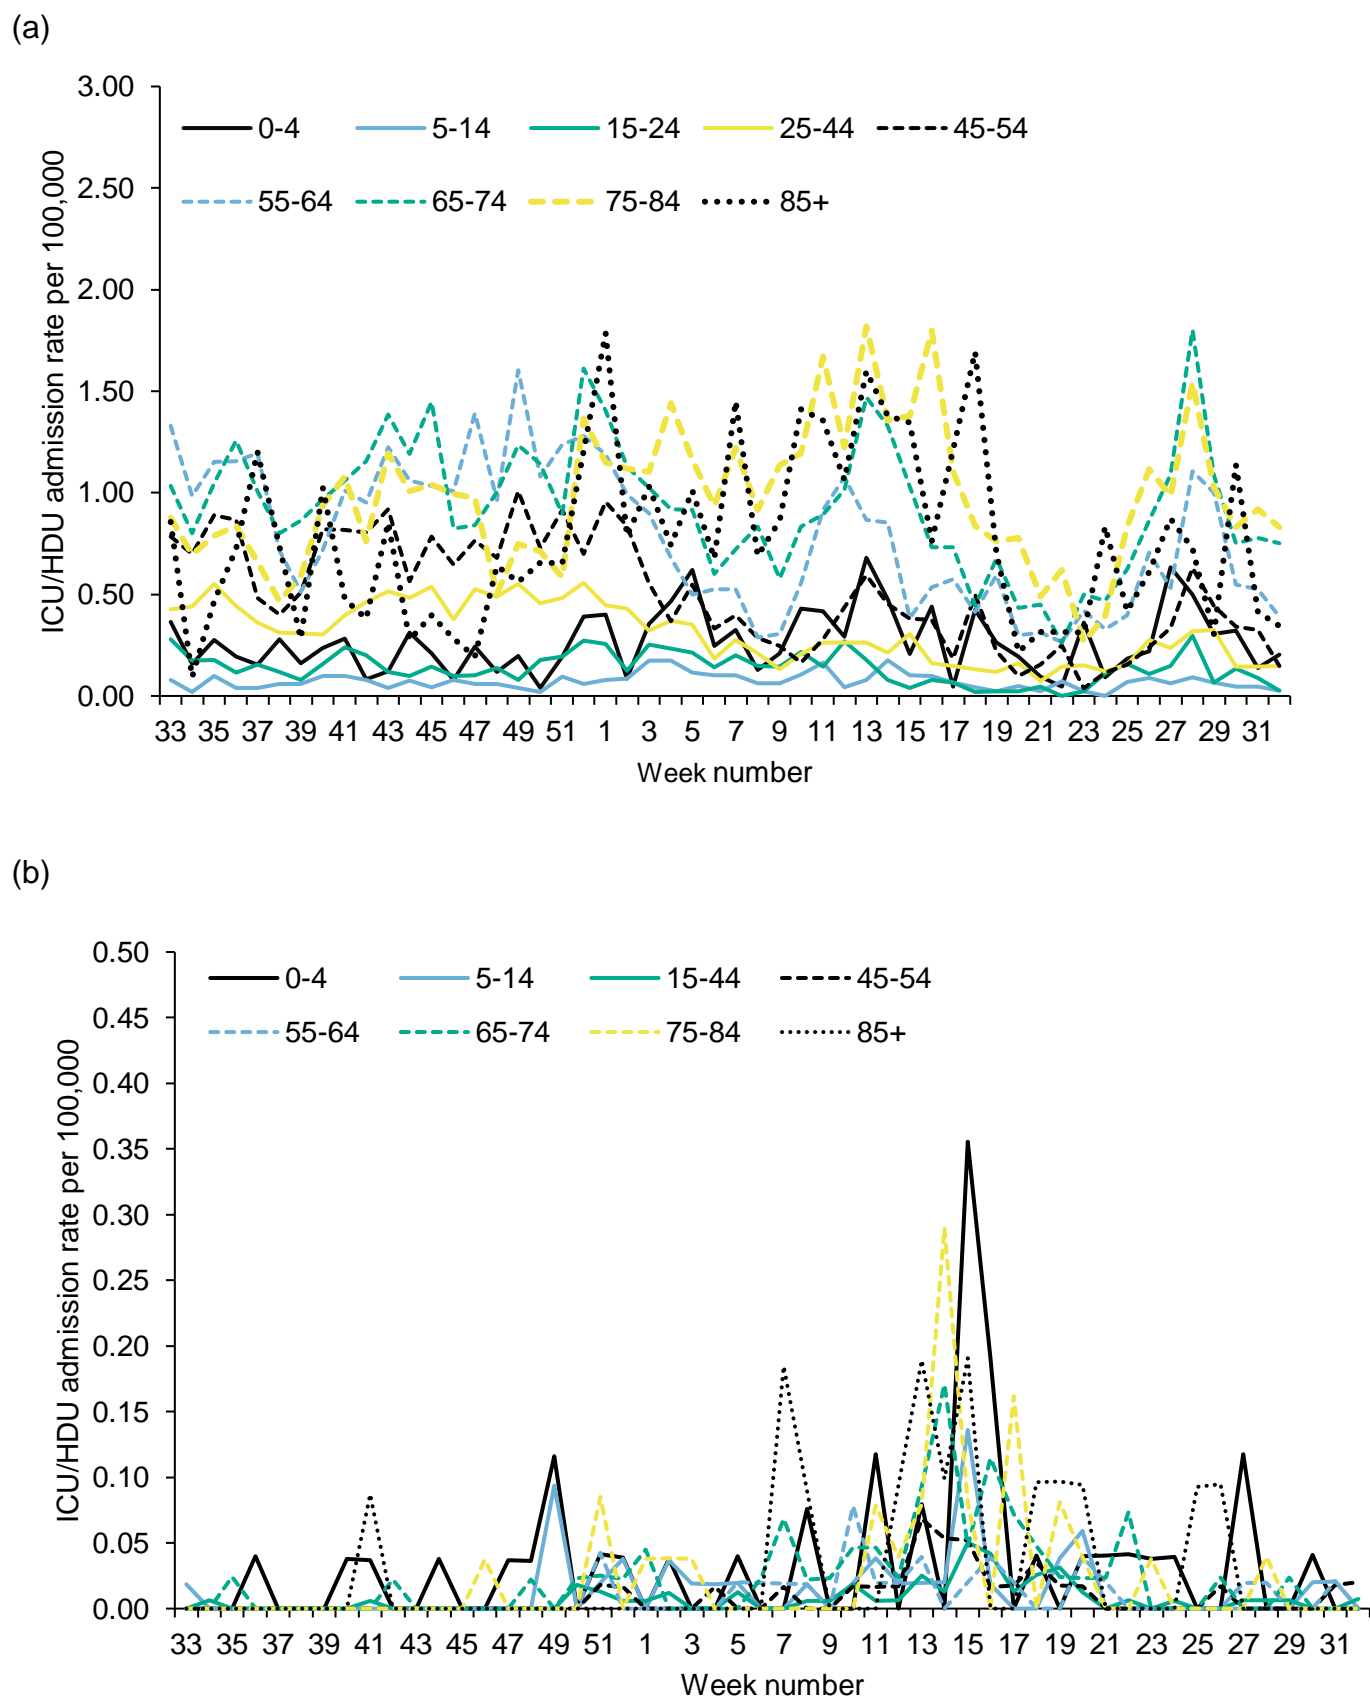 (a)
ICU/HDU admission rate per 100,000
3.00
2.50
2.00
1.50
1.00
0.50
0.00
0-4 5-14 15-24 25-44 45-54
55-64 65-74 75-84 85+
33 35 37 39 41 43 45 47 49 51 1 3 5 7 9 11 13 15 17 19 21 23 25 27 29 31
Week number
(b)
ICU/HDU admission rate per 100,000
0.50
0.45
0.40
0.35
0.30
0.25
0.20
0.15
0.10
0.05
0.00
0-4 5-14 15-44 45-54
55-64 65-74 75-84 85+
33 35 37 39 41 43 45 47 49 51 1 3 5 7 9 11 13 15 17 19 21 23 25 27 29 31
Week number